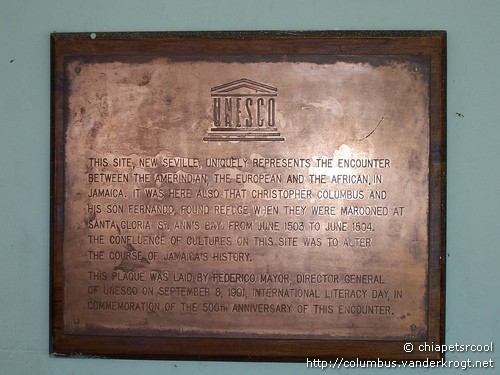 UNESCO
THIS SITE, NEW SEVILLE, UNIQUELY REPRESENTS THE ENCOUNTER
BETWEEN THE AMERINDIAN, THE EUROPEAN AND THE AFRICAN, IN
JAMAICA. IT WAS HERE ALSO THAT CHRISTOPHER COLUMBUS AND
HIS SON FERNANDO, FOUND REFUGE WHEN THEY WERE MAROONED AT
SANTA GLORIA ST. ANN'S BAY, FROM JUNE 1503 TO JUNE 1504.
THE CONFLUENCE OF CULTURES ON THIS SITE WAS TO ALTER
THE COURSE OF JAMAICA'S HISTORY.
THIS PLAQUE WAS LAID BY FEDERICO MAYOR, DIRECTOR GENERAL
OF UNESCO ON SEPTEMBER 8, 1991, INTERNATIONAL LITERACY DAY, IN
COMMEMORATION OF THE 500th ANNIVERSARY OF THIS ENCOUNTER.
© chiapetsrcool
http://columbus.vanderkrogt.net